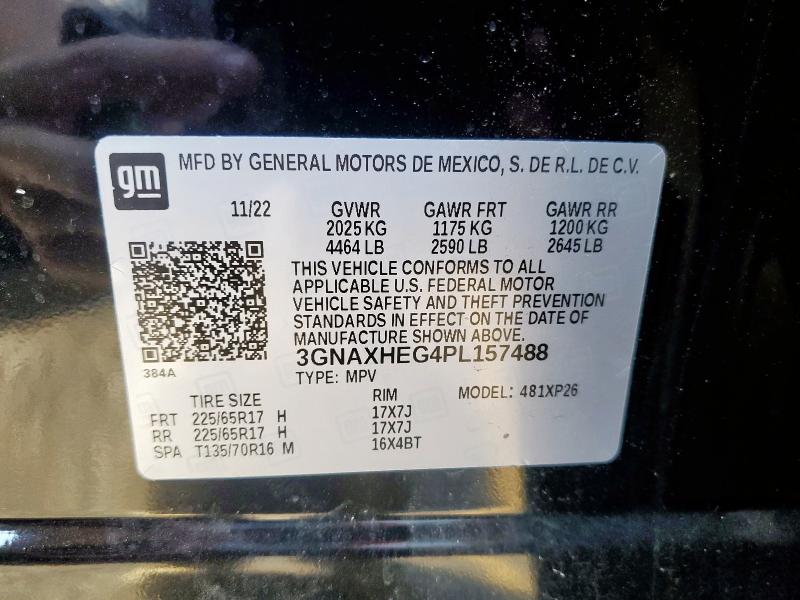 gm
MFD BY GENERAL MOTORS DE MEXICO, S. DE R.L. DE C.V.
11/22 GVWR GAWR FRT GAWR RR
2025 KG 1175 KG 1200 KG
4464 LB 2590 LB 2645 LB
THIS VEHICLE CONFORMS TO ALL
APPLICABLE U.S. FEDERAL MOTOR
VEHICLE SAFETY AND THEFT PREVENTION
STANDARDS IN EFFECT ON THE DATE OF
MANUFACTURE SHOWN ABOVE.
3GNAXHEG4PL157488
384A
TYPE: MPV
TIRE SIZE RIM MODEL: 481XP26
FRT 225/65R17 H 17X7J
RR 225/65R17 H 17X7J
SPA T135/70R16 M 16X4BT